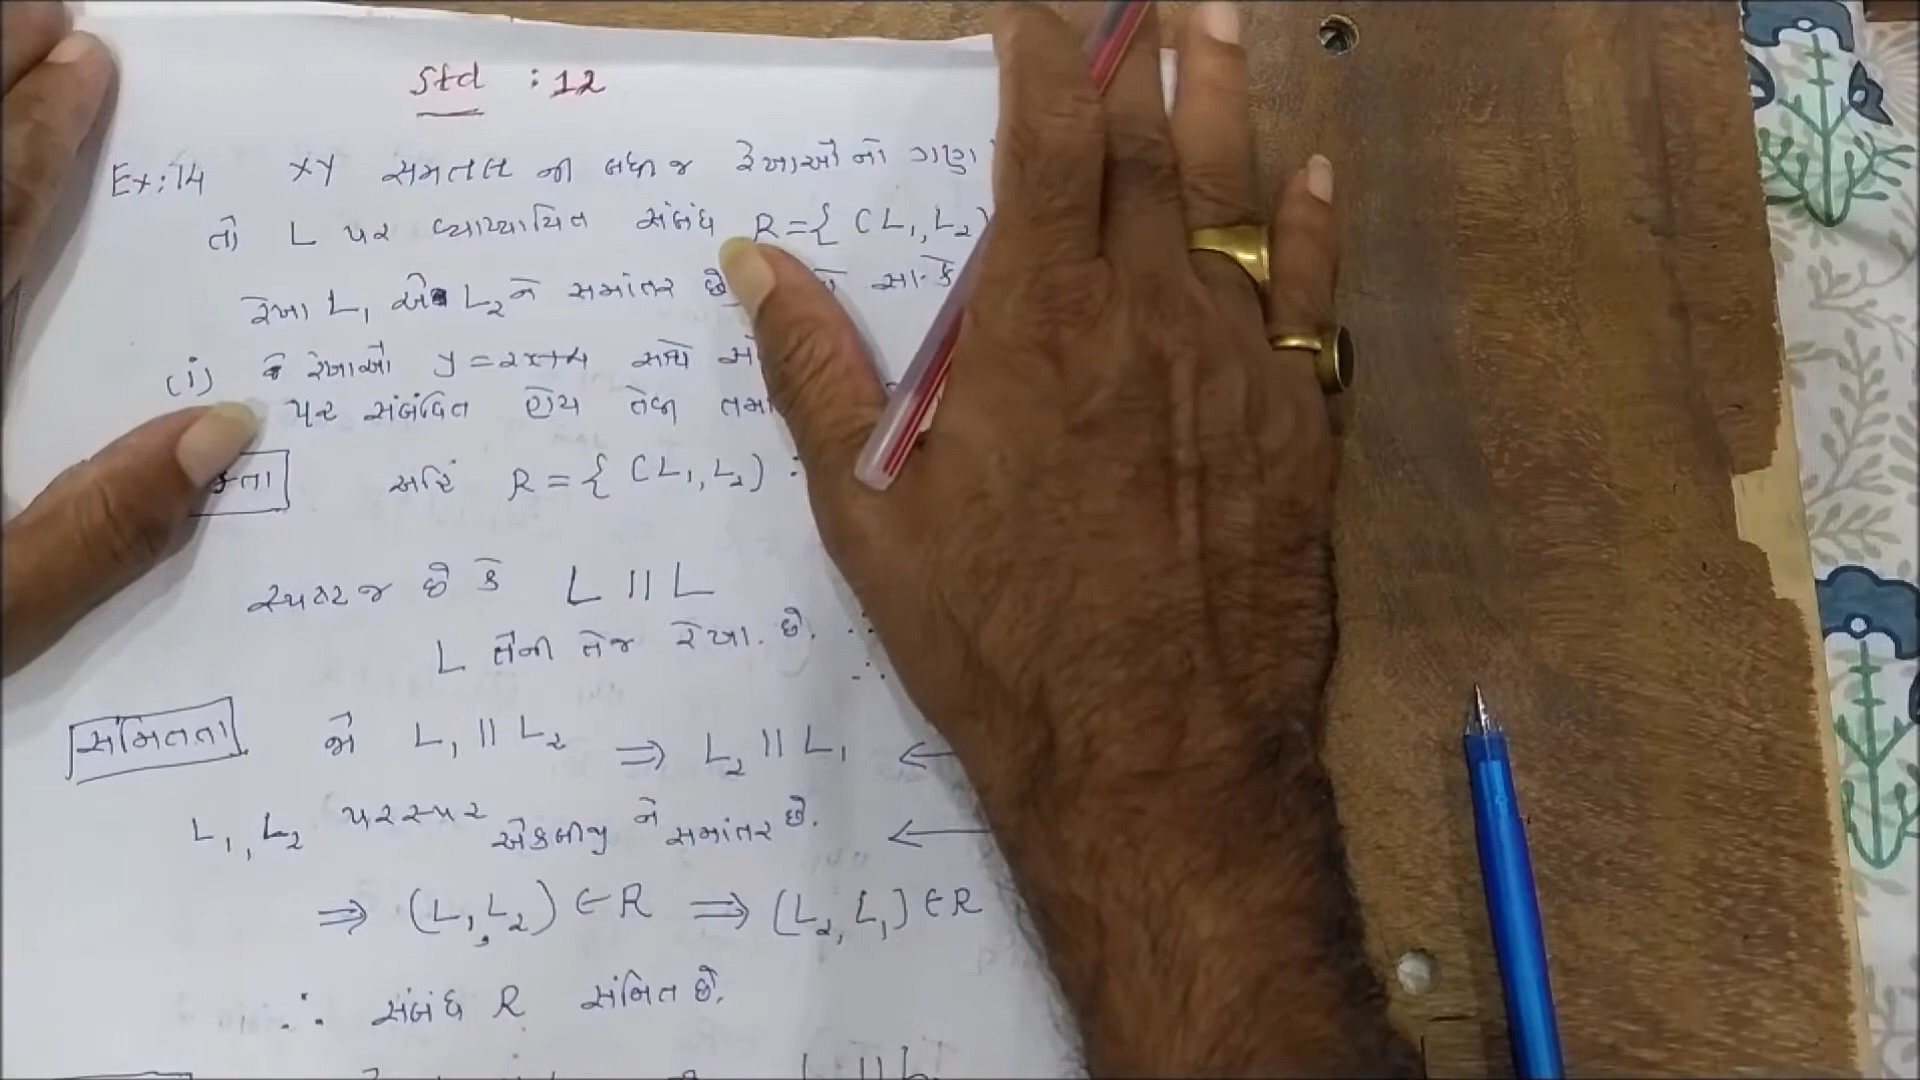 Std : 12
Ex:14 XY સમતલ ની બધી જ રેખાઓનો ગણ
તો L પર વ્યાખ્યાયિત સંબંધ R={ (L₁, L₂)
રેખા L₁ એ L₂ ને સમાંતર છે
(i) રેખાઓ y=2x+4 સાથે
પર સંબંધિત હોય તેવી
અહિં R={ (L₁, L₂) :
સ્પષ્ટ જ છે કે L || L
L તેની તેજ રેખા છે. ∴
સંમિતતા જો L₁ || L₂ ⇒ L₂ || L₁ ←
L₁, L₂ પરસ્પર એકબીજા ને સમાંતર છે. ←
⇒ (L₁, L₂) ∈ R ⇒ (L₂, L₁) ∈ R
∴ સંબંધ R સંમિત છે.